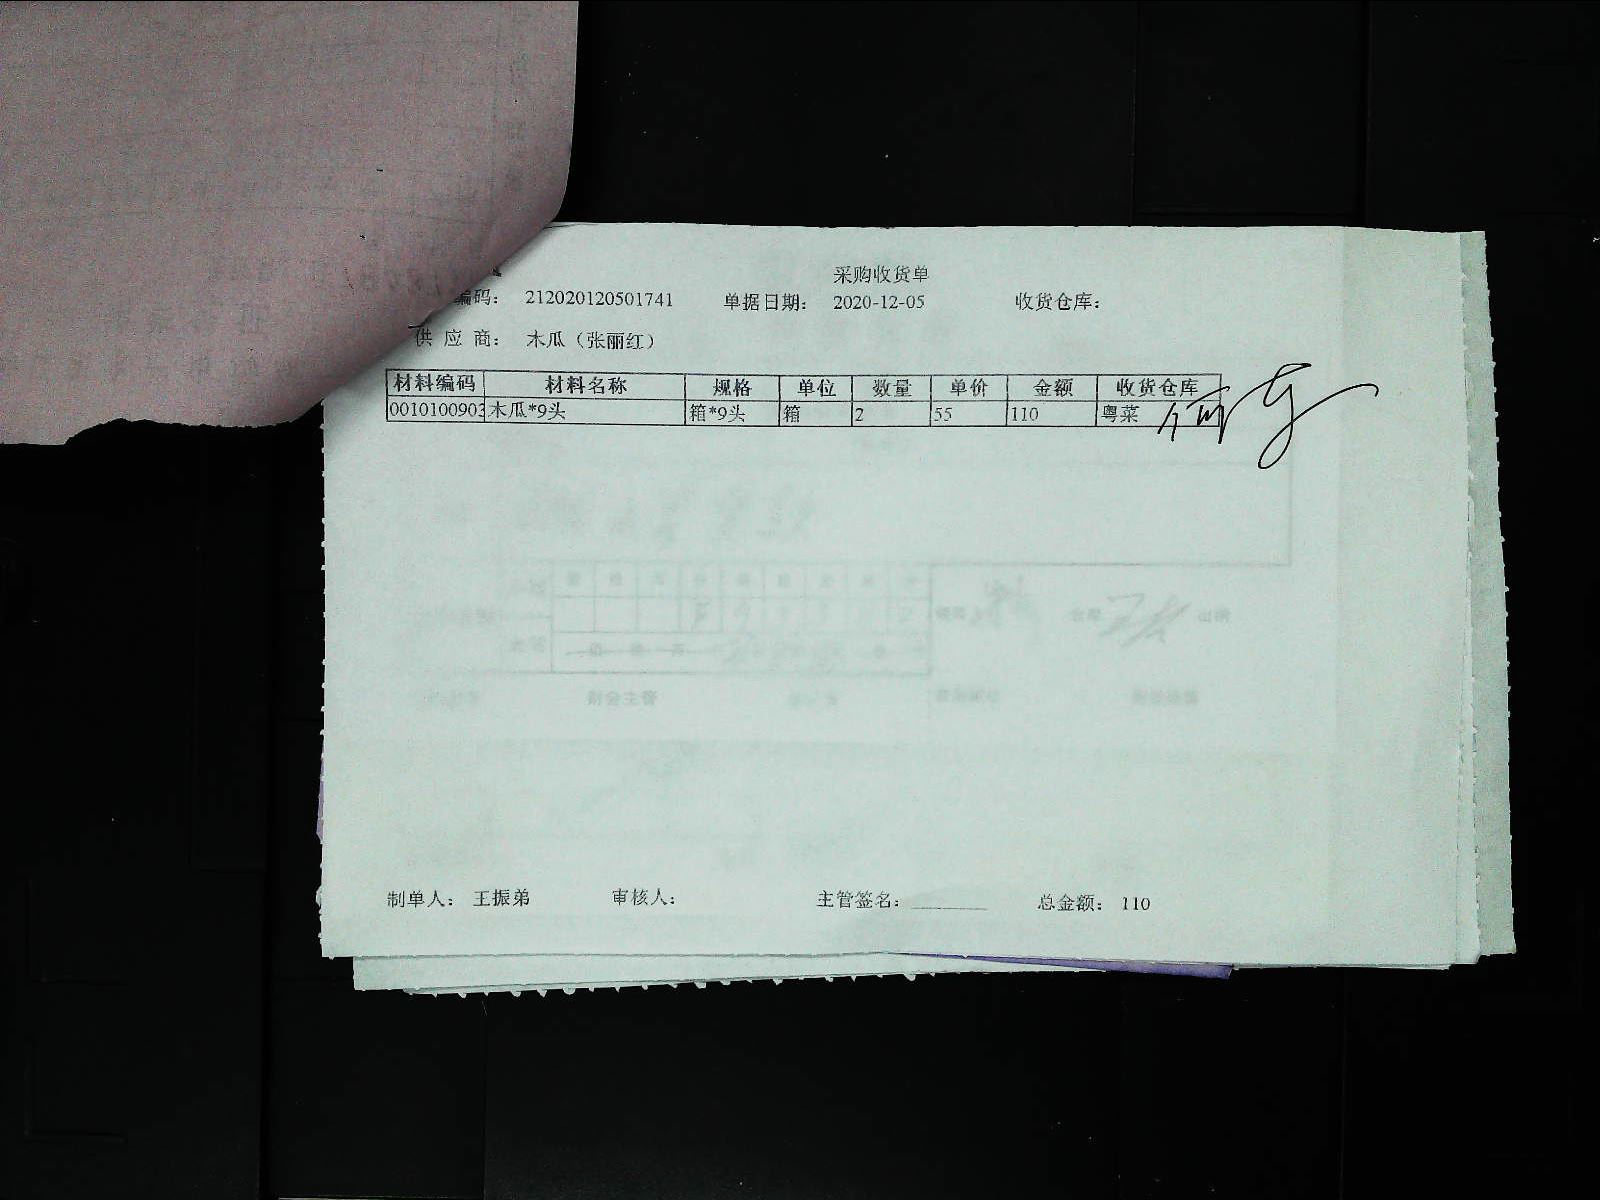 采购收货单
编码： 212020120501741 单据日期： 2020-12-05 收货仓库：
供 应 商： 木瓜（张丽红）
材料编码 材料名称 规格 单位 数量 单价 金额 收货仓库
0010100903 木瓜*9头 箱*9头 箱 2 55 110 粤菜
制单人： 王振弟 审核人： 主管签名：________ 总金额： 110